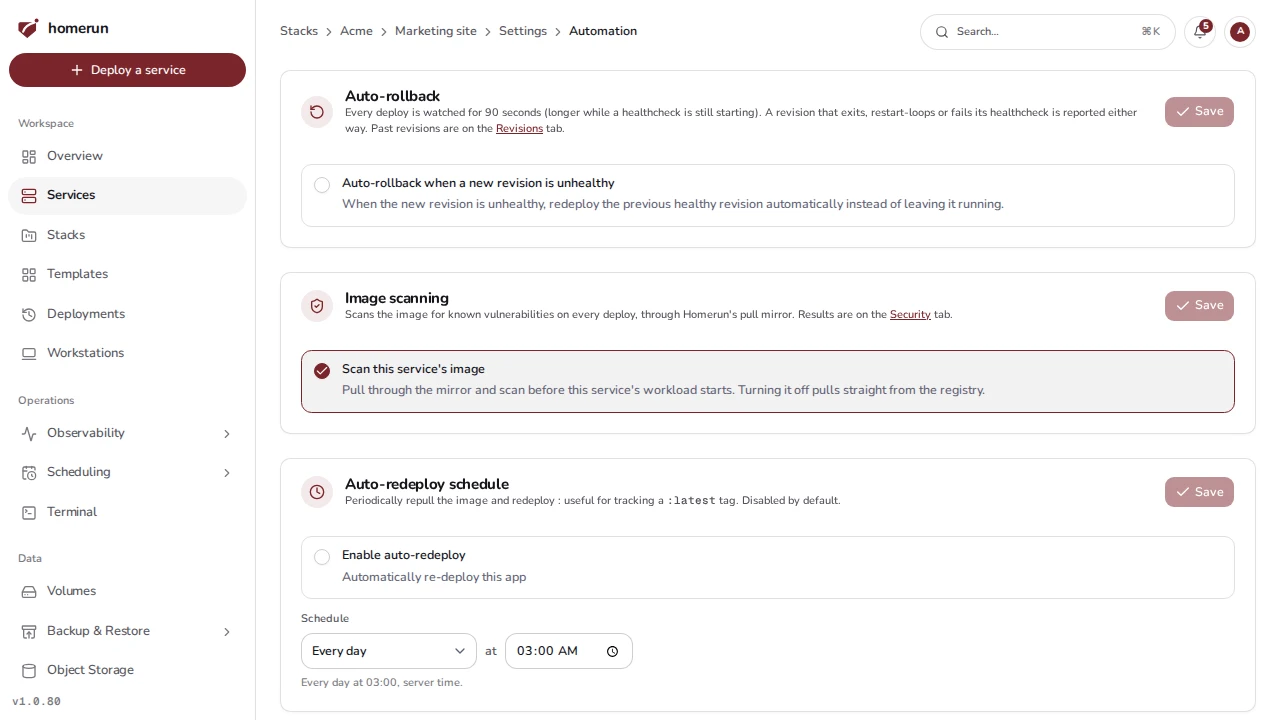 homerun
Deploy a service
Workspace
Overview
Services
Stacks
Templates
Deployments
Workstations
Operations
Observability
Scheduling
Terminal
Data
Volumes
Backup & Restore
Object Storage
v1.0.80
Stacks > Acme > Marketing site > Settings > Automation
Search... ⌘K
5
A
Auto-rollback
Every deploy is watched for 90 seconds (longer while a healthcheck is still starting). A revision that exits, restart-loops or fails its healthcheck is reported either
way. Past revisions are on the Revisions tab.
Save
Auto-rollback when a new revision is unhealthy
When the new revision is unhealthy, redeploy the previous healthy revision automatically instead of leaving it running.
Image scanning
Scans the image for known vulnerabilities on every deploy, through Homerun's pull mirror. Results are on the Security tab.
Save
Scan this service's image
Pull through the mirror and scan before this service's workload starts. Turning it off pulls straight from the registry.
Auto-redeploy schedule
Periodically repull the image and redeploy : useful for tracking a :latest tag. Disabled by default.
Save
Enable auto-redeploy
Automatically re-deploy this app
Schedule
Every day at 03:00 AM
Every day at 03:00, server time.